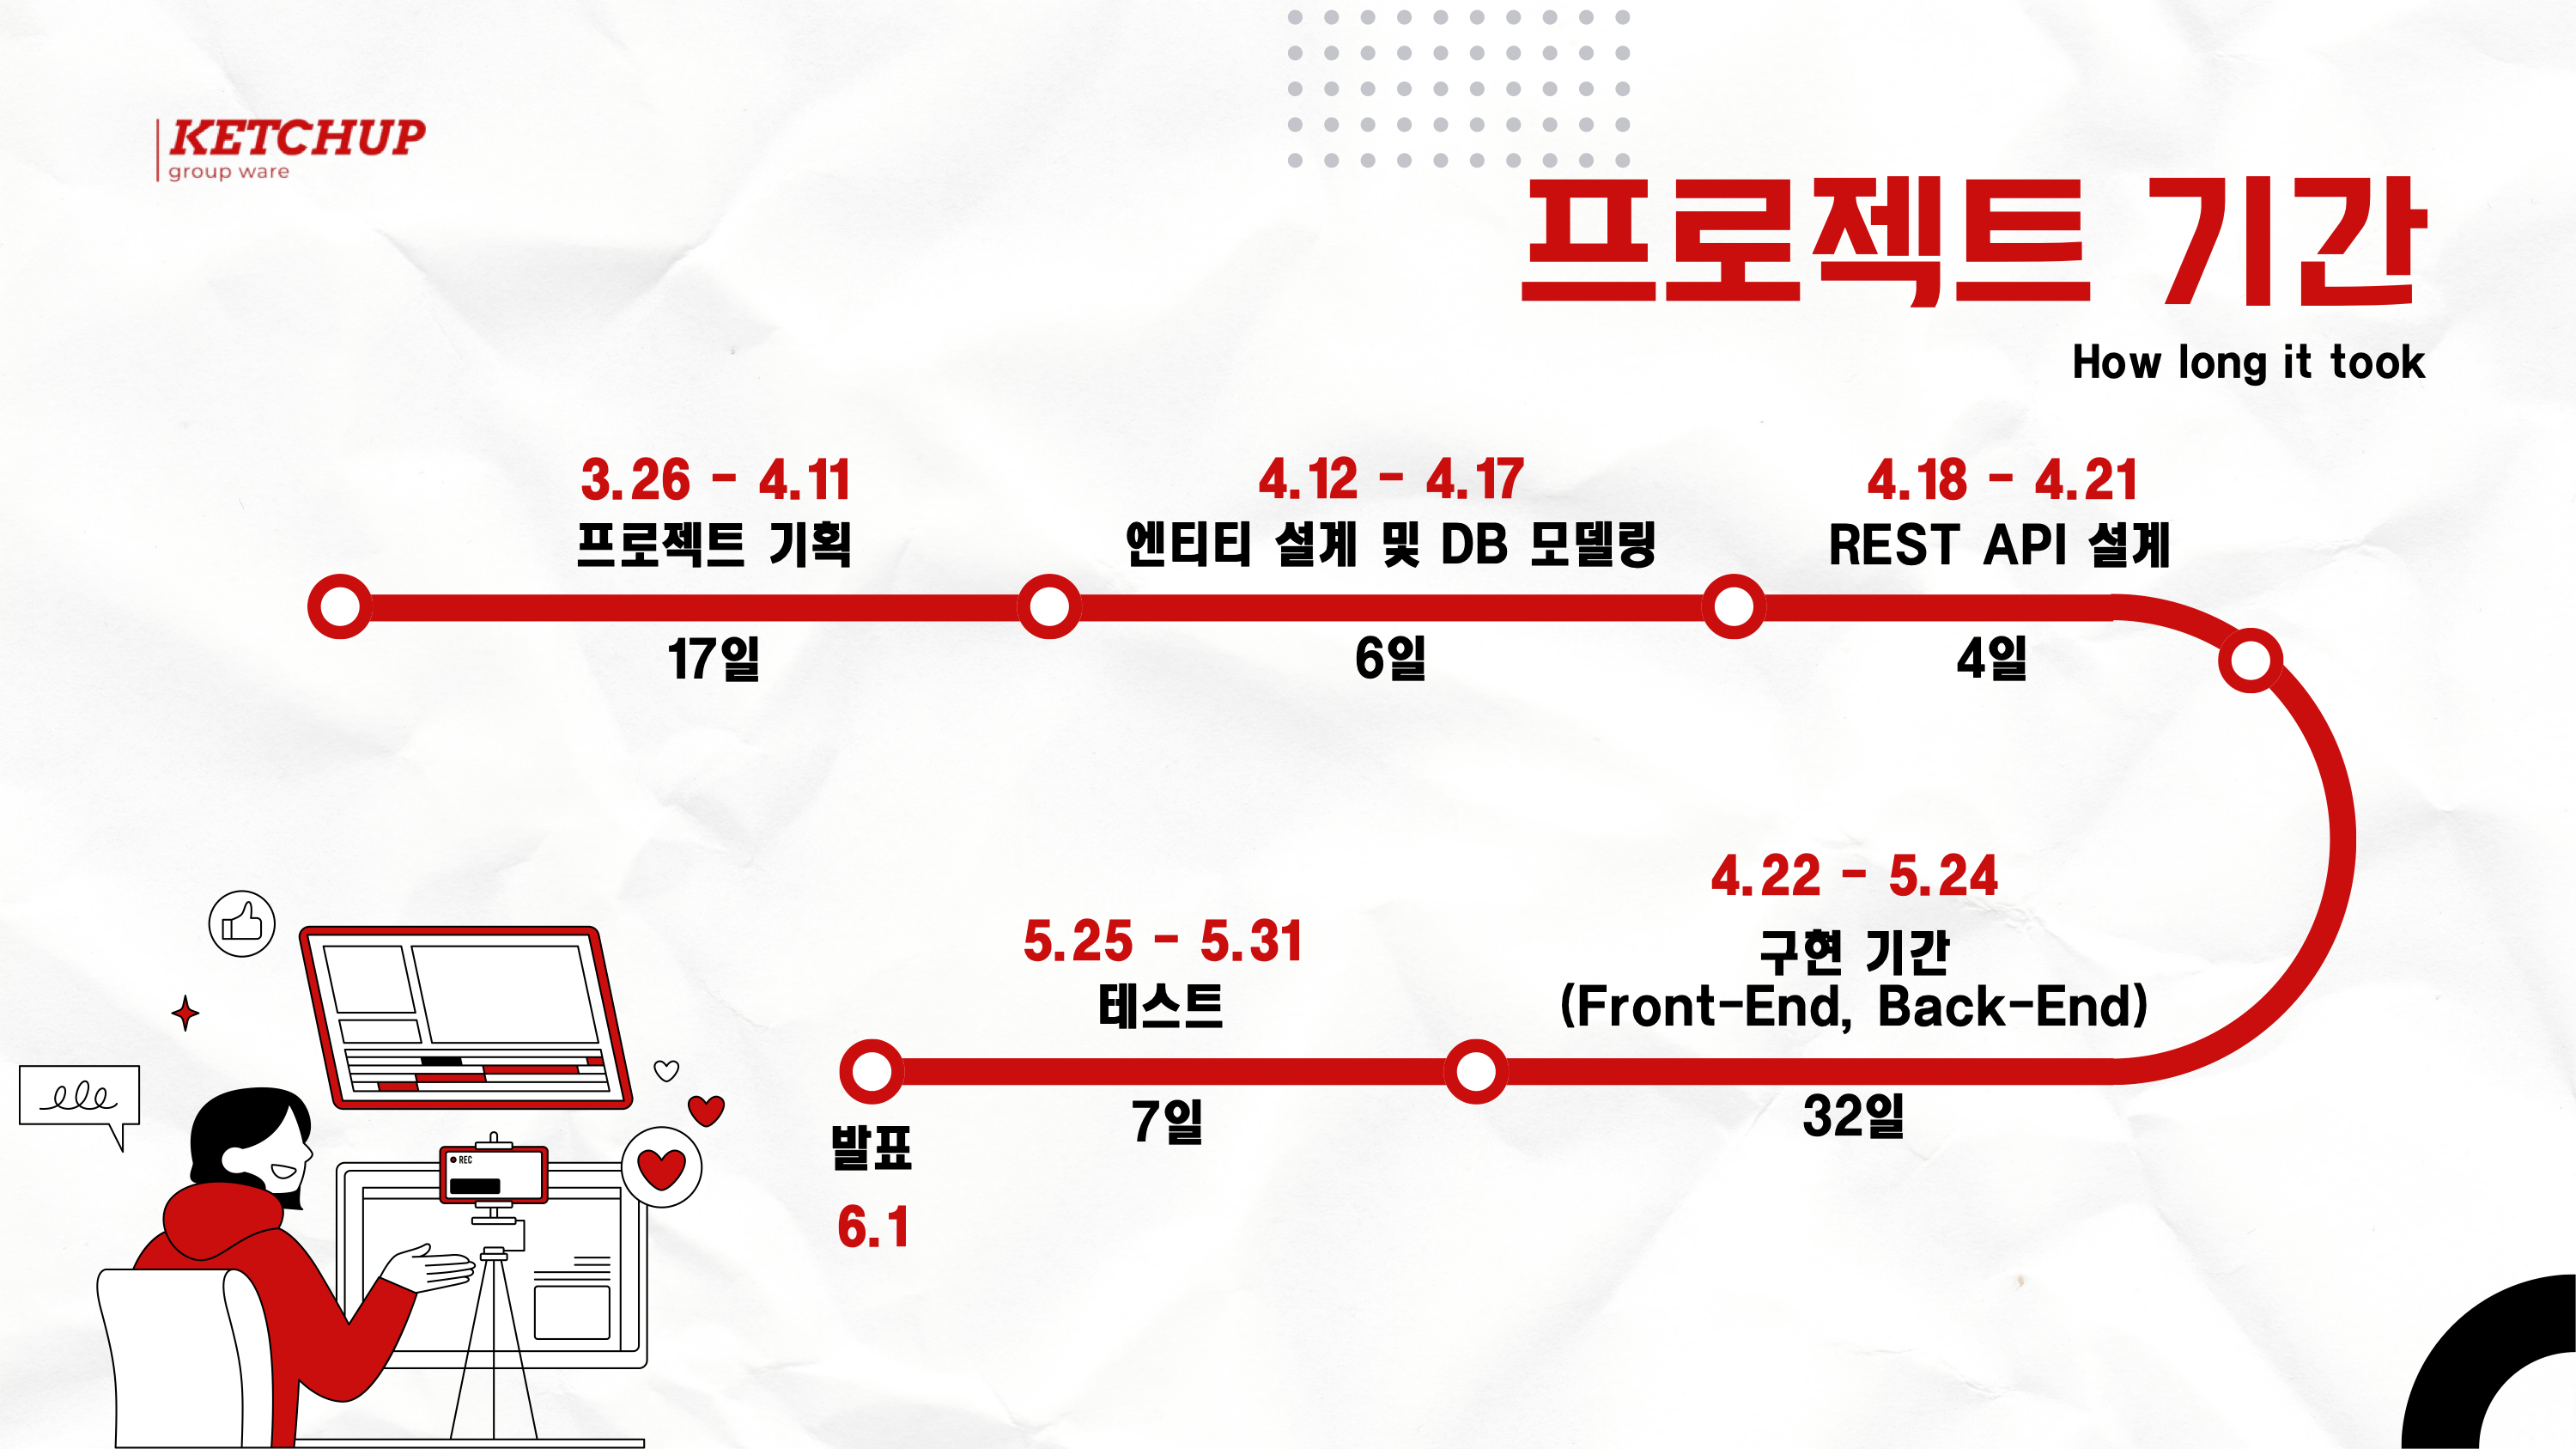 KETCHUP
group ware
프로젝트 기간
How long it took
3.26 - 4.11
프로젝트 기획
17일
4.12 - 4.17
엔티티 설계 및 DB 모델링
6일
4.18 - 4.21
REST API 설계
4일
4.22 - 5.24
구현 기간
(Front-End, Back-End)
32일
5.25 - 5.31
테스트
7일
발표
6.1
REC